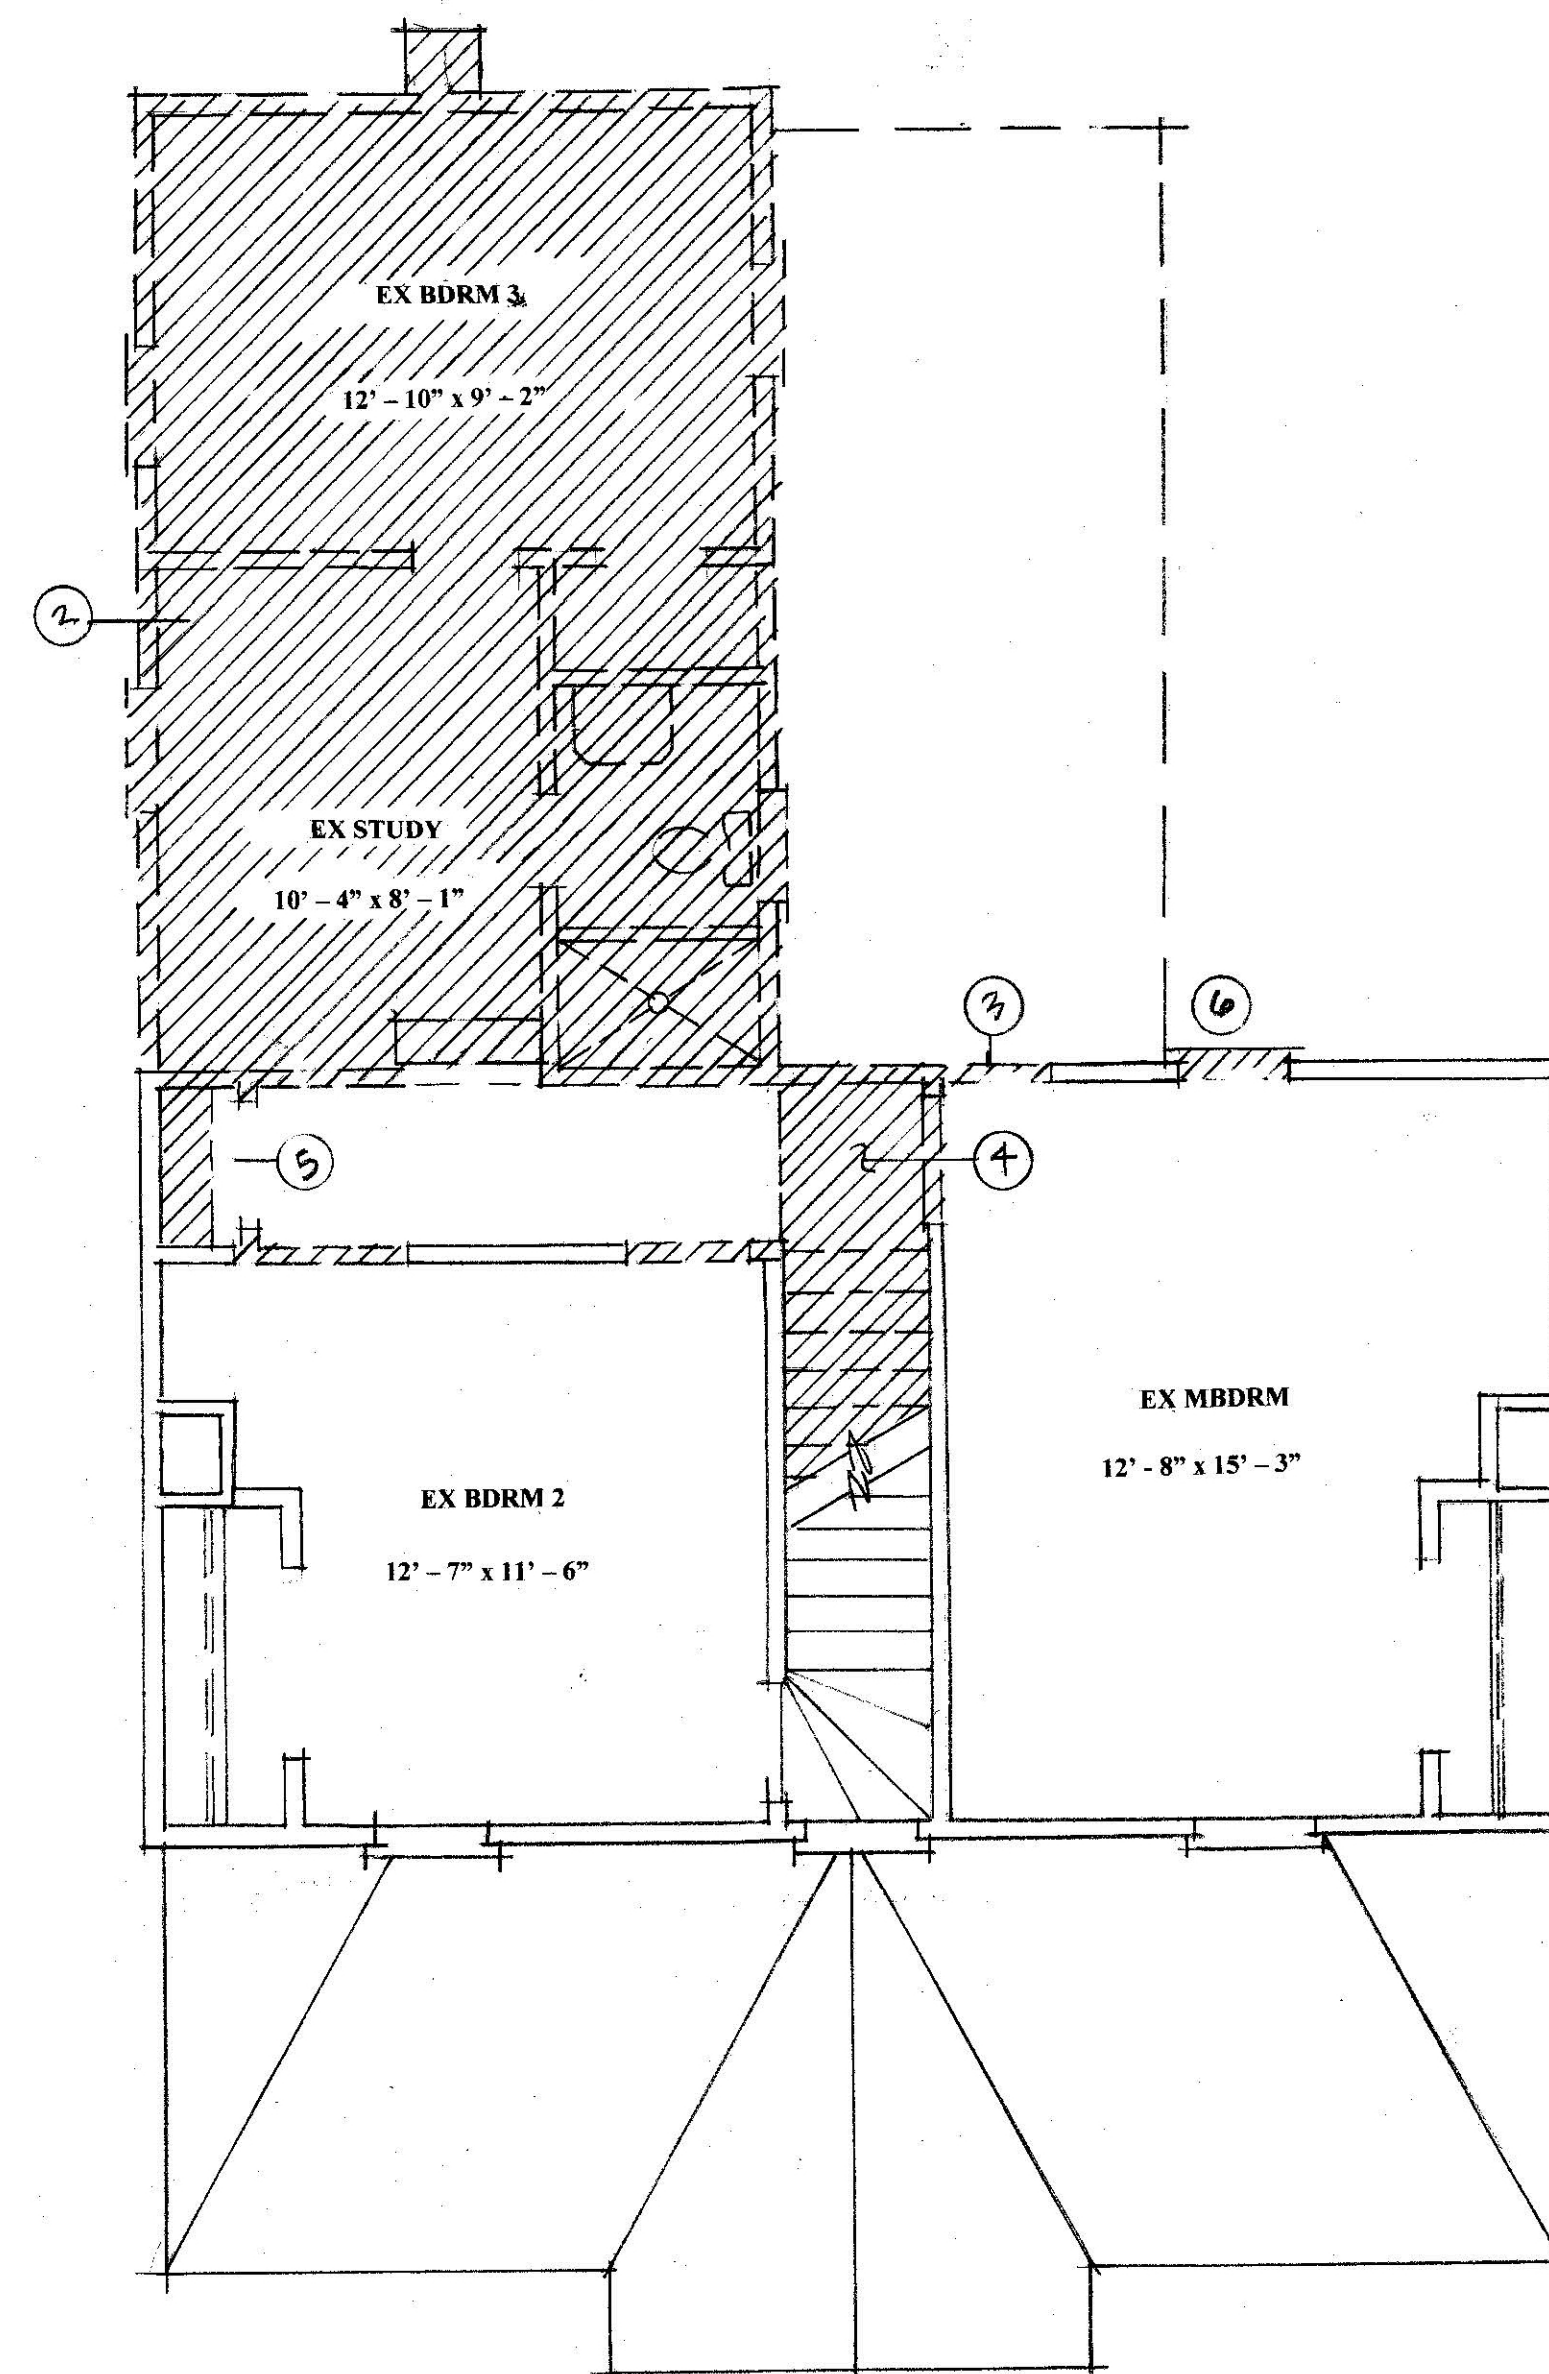 EX BDRM 3
12’ – 10” x 9’ – 2”
2
EX STUDY
10’ – 4” x 8’ – 1”
3
6
5
4
EX MBDRM
12’ - 8” x 15’ – 3”
EX BDRM 2
12’ – 7” x 11’ – 6”